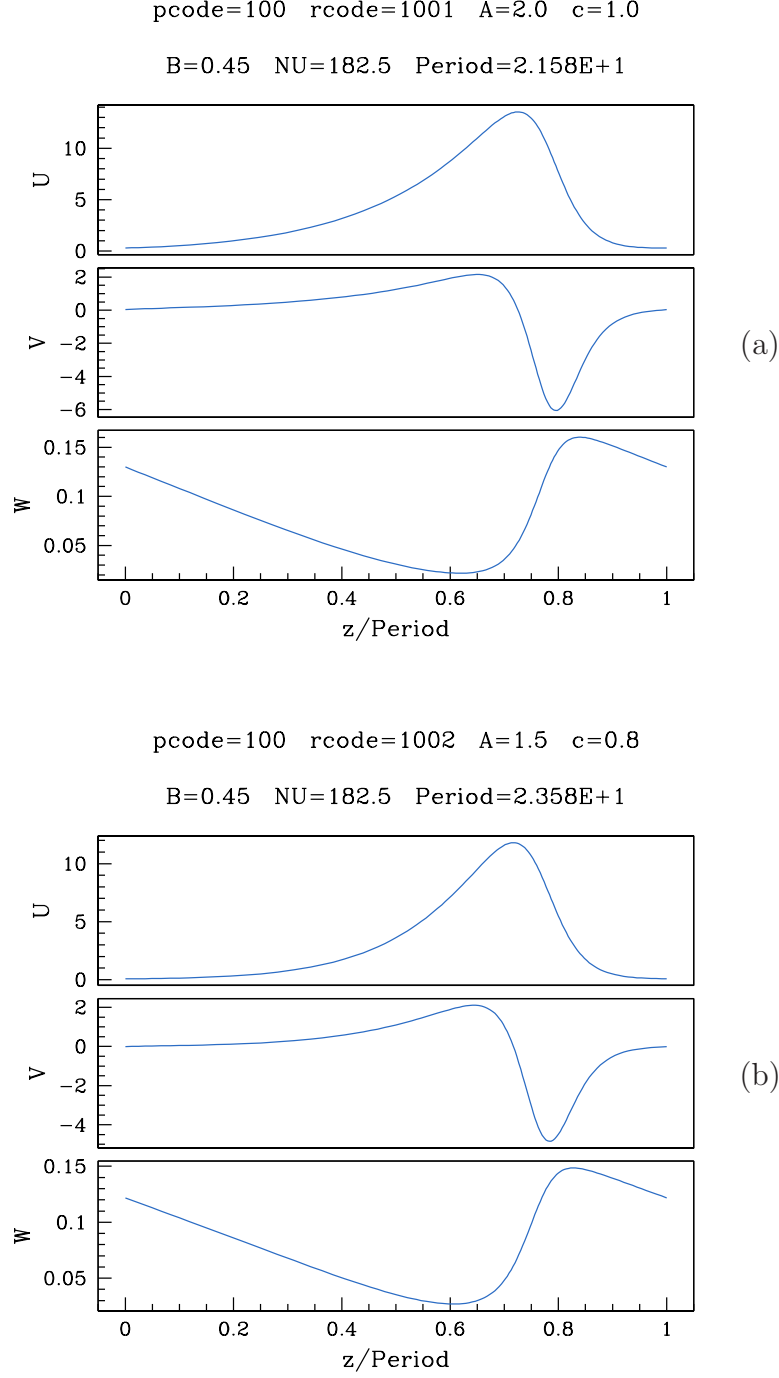 pcode=100 rcode=1001 A=2.0 c=1.0
B=0.45 NU=182.5 Period=2.158E+1
10
5
0
U
2
0
-2
-4
-6
V
0.15
0.1
0.05
W
0 0.2 0.4 0.6 0.8 1
z/Period
(a)
pcode=100 rcode=1002 A=1.5 c=0.8
B=0.45 NU=182.5 Period=2.358E+1
10
5
0
U
2
0
-2
-4
V
0.15
0.1
0.05
W
0 0.2 0.4 0.6 0.8 1
z/Period
(b)